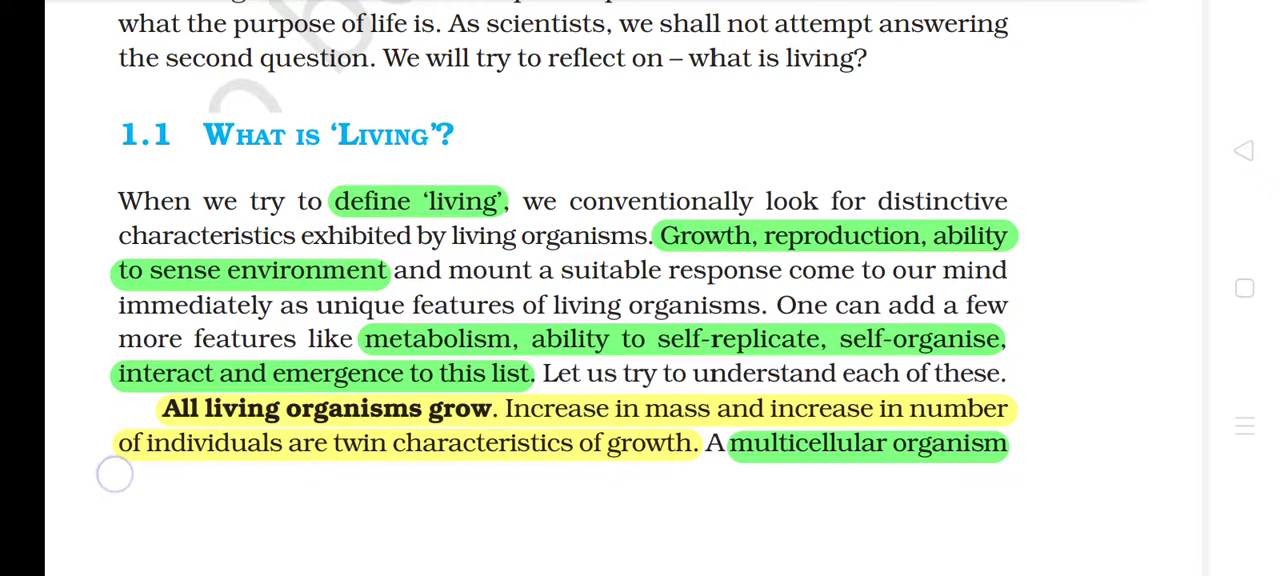 what the purpose of life is. As scientists, we shall not attempt answering
the second question. We will try to reflect on – what is living?
1.1 What is ‘Living’?
When we try to define ‘living’, we conventionally look for distinctive
characteristics exhibited by living organisms. Growth, reproduction, ability
to sense environment and mount a suitable response come to our mind
immediately as unique features of living organisms. One can add a few
more features like metabolism, ability to self-replicate, self-organise,
interact and emergence to this list. Let us try to understand each of these.
All living organisms grow. Increase in mass and increase in number
of individuals are twin characteristics of growth. A multicellular organism